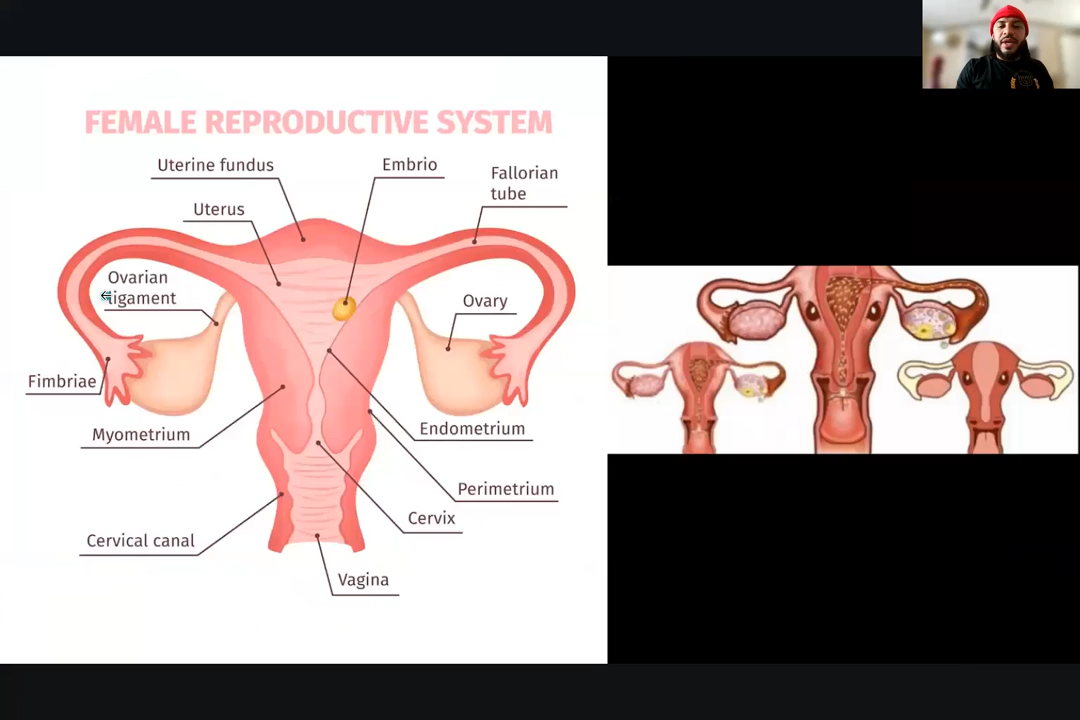 FEMALE REPRODUCTIVE SYSTEM
Uterine fundus
Embrio
Fallorian
tube
Uterus
Ovarian
ligament
Ovary
Fimbriae
Myometrium
Endometrium
Perimetrium
Cervix
Cervical canal
Vagina